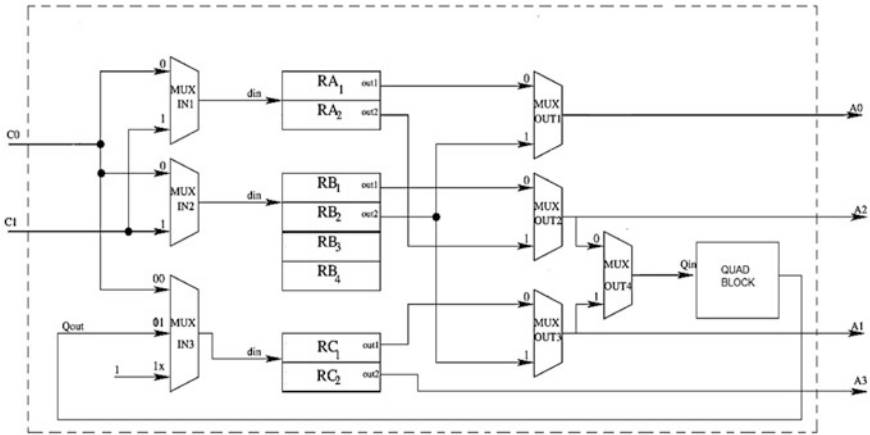 0
MUX
IN1
1
din
RA1 out1
RA2 out2
0
MUX
OUT1
1
A0
C0
0
MUX
IN2
1
C1
din
RB1 out1
RB2 out2
RB3
RB4
0
MUX
OUT2
1
A2
0
MUX
OUT4
1
Qin
QUAD
BLOCK
00
MUX
IN3
01
1x
1
Qout
din
RC1 out1
RC2 out2
0
MUX
OUT3
1
A1
A3